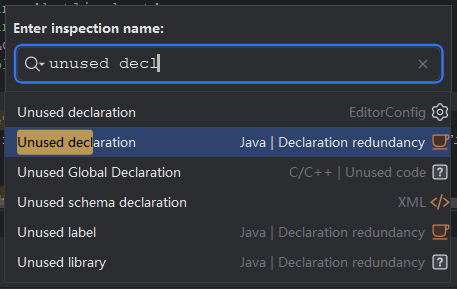 Enter inspection name:
unused decl
Unused declaration EditorConfig
Unused declaration Java | Declaration redundancy
Unused Global Declaration C/C++ | Unused code
Unused schema declaration XML
Unused label Java | Declaration redundancy
Unused library Java | Declaration redundancy